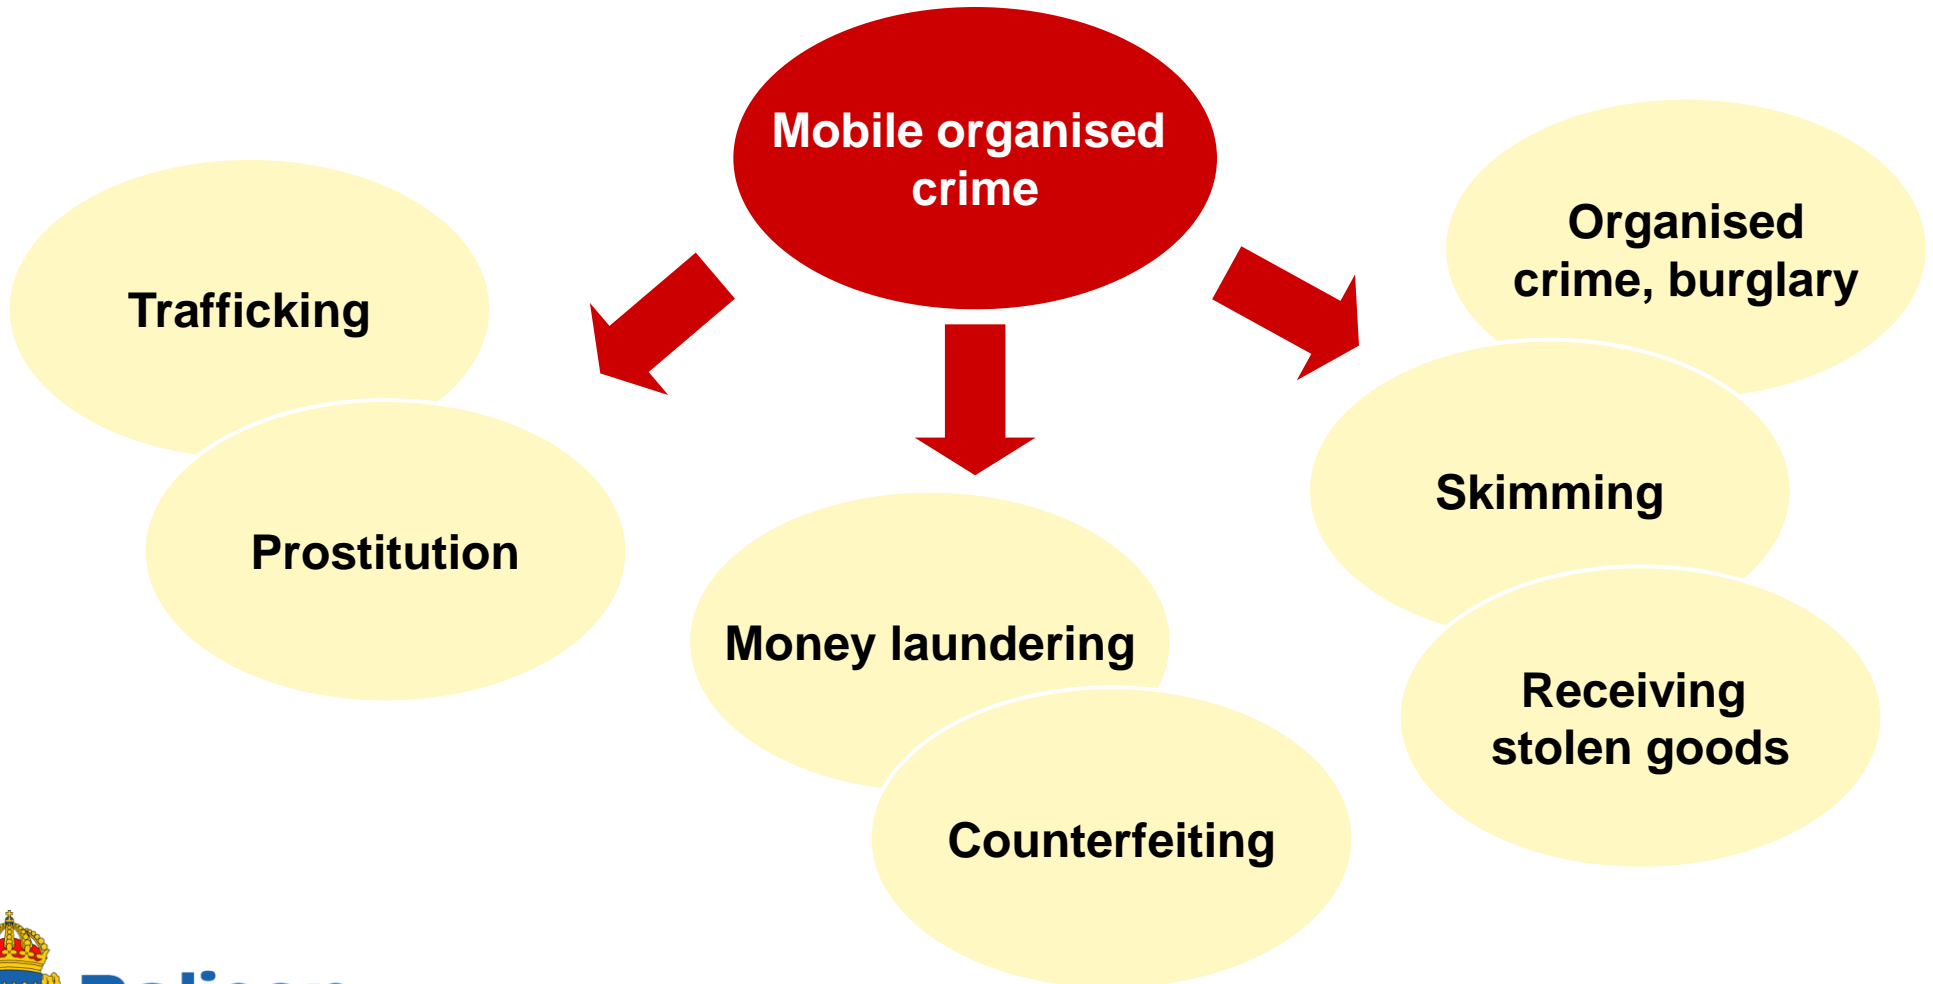 Mobile organised
crime
Trafficking
Prostitution
Money laundering
Counterfeiting
Organised
crime, burglary
Skimming
Receiving
stolen goods